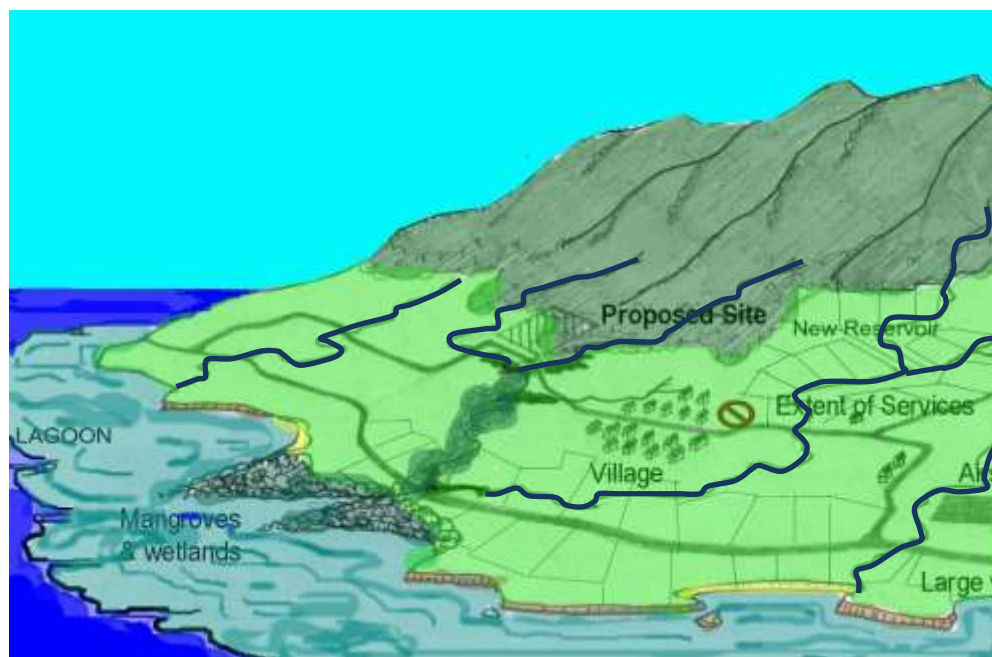 Proposed Site
New Reservoir
Extent of Services
LAGOON
Village
Mangroves
& wetlands
Large